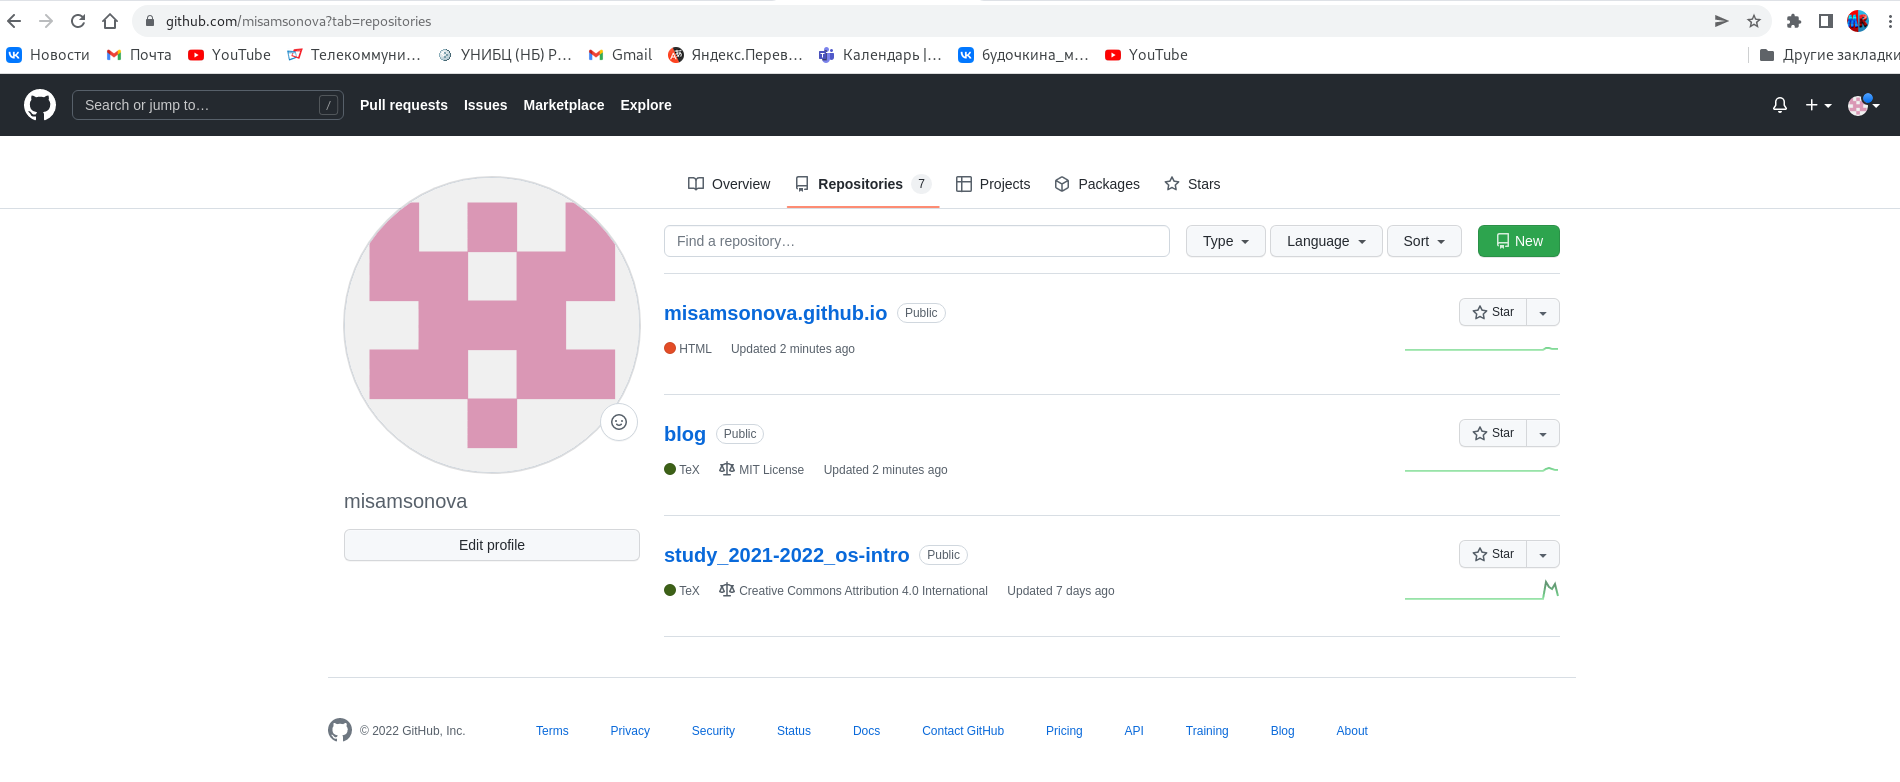 github.com/misamsonova?tab=repositories
Новости Почта YouTube Телекоммуни… УНИБЦ (НБ) Р… Gmail Яндекс.Перев… Календарь |… будочкина_м… YouTube Другие закладки
Search or jump to… / Pull requests Issues Marketplace Explore
Overview Repositories 7 Projects Packages Stars
Find a repository… Type Language Sort New
misamsonova.github.io Public Star
HTML Updated 2 minutes ago
blog Public Star
TeX MIT License Updated 2 minutes ago
misamsonova
Edit profile
study_2021-2022_os-intro Public Star
TeX Creative Commons Attribution 4.0 International Updated 7 days ago
© 2022 GitHub, Inc. Terms Privacy Security Status Docs Contact GitHub Pricing API Training Blog About